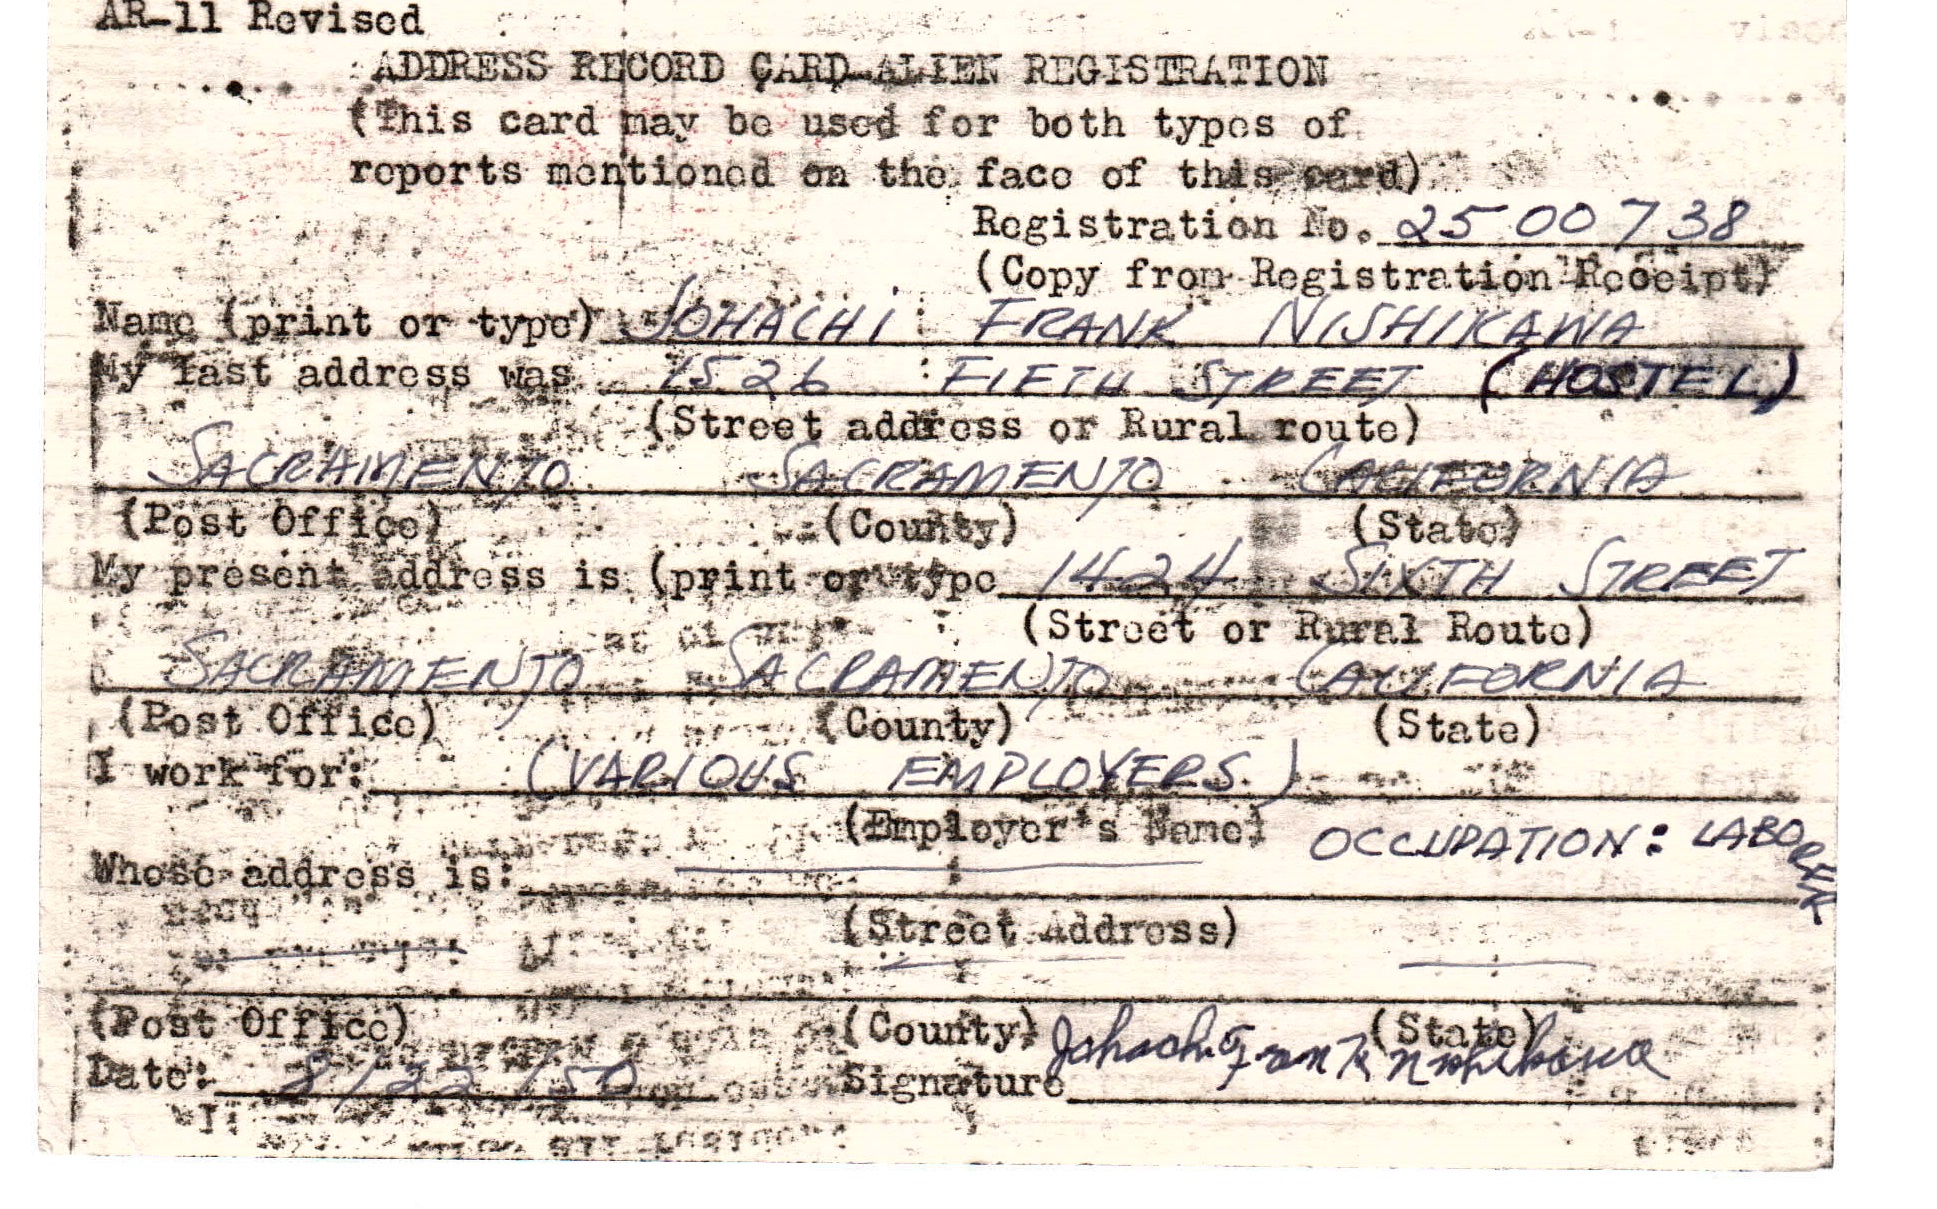 AR-11 Revised
ADDRESS RECORD CARD-ALIEN REGISTRATION
(This card may be used for both types of
reports mentioned on the face of this card)
Registration No. 2500738
(Copy from Registration Receipt)
Name (print or type) JOHACHI FRANK NISHIKAWA
My last address was 1526 FIFTH STREET (HOSTEL)
(Street address or Rural route)
SACRAMENTO SACRAMENTO CALIFORNIA
(Post Office) (County) (State)
My present address is (print or type 1424 SIXTH STREET
(Street or Rural Route)
SACRAMENTO SACRAMENTO CALIFORNIA
(Post Office) (County) (State)
I work for: (VARIOUS EMPLOYERS)
(Employer's Name) OCCUPATION: LABORER
Whose address is:
(Street Address)
(Post Office) (County) (State)
Date: 8/22/50 Signature Johachi Frank Nishikawa